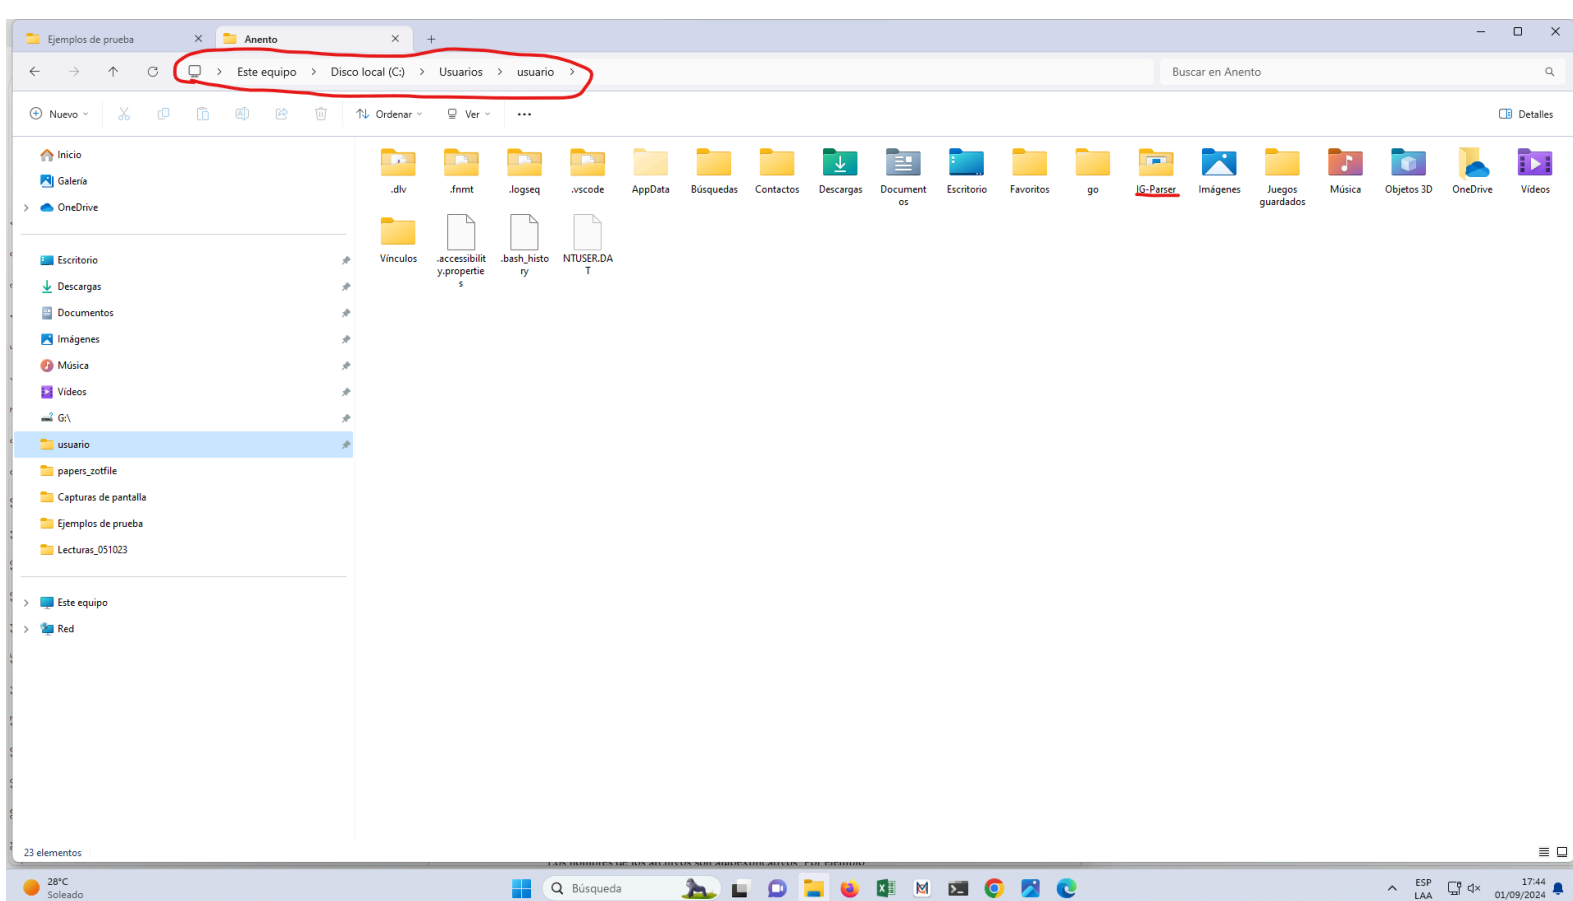 Ejemplos de prueba
Anento
Este equipo > Disco local (C:) > Usuarios > usuario >
Buscar en Anento
Nuevo
Ordenar
Ver
Detalles
Inicio
Galería
OneDrive
Escritorio
Descargas
Documentos
Imágenes
Música
Vídeos
G:\
usuario
papers_zotfile
Capturas de pantalla
Ejemplos de prueba
Lecturas_051023
Este equipo
Red
.dlv
.fnmt
.logseq
.vscode
AppData
Búsquedas
Contactos
Descargas
Document
os
Escritorio
Favoritos
go
IG-Parser
Imágenes
Juegos
guardados
Música
Objetos 3D
OneDrive
Vídeos
Vínculos
.accessibilit
y.propertie
s
.bash_histo
ry
NTUSER.DA
T
23 elementos
28°C
Soleado
Búsqueda
ESP
LAA
17:44
01/09/2024